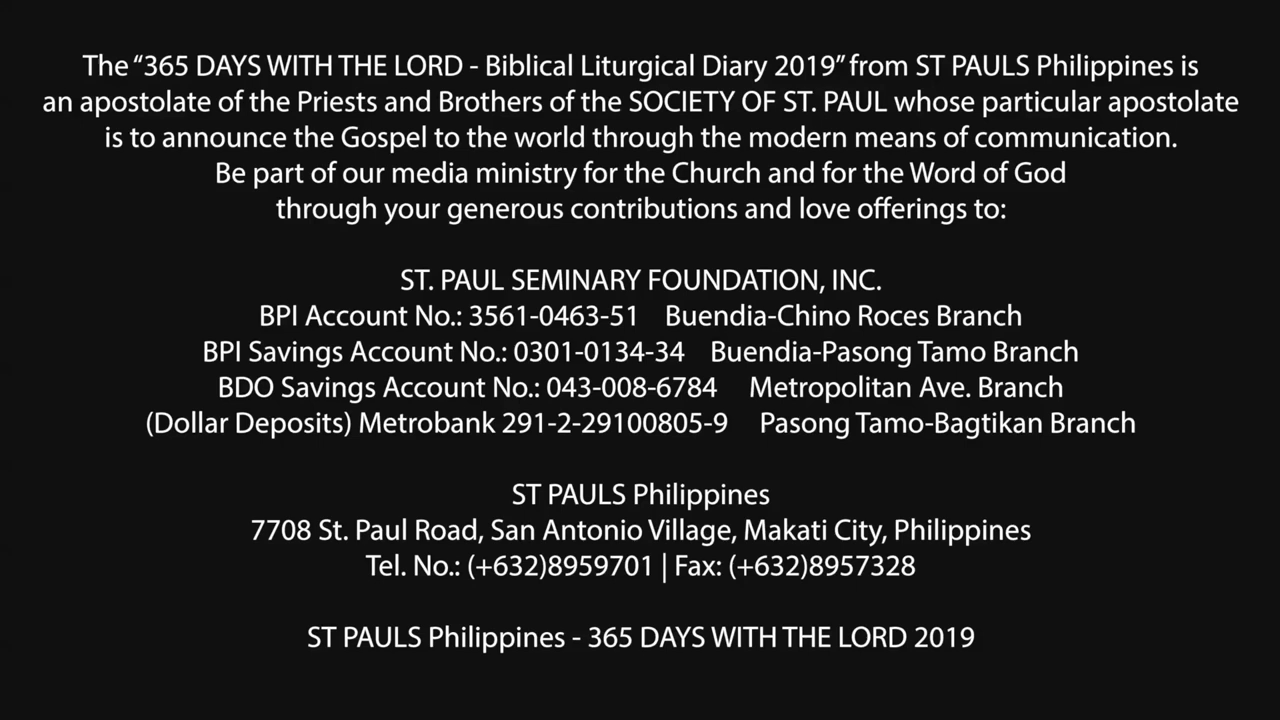 The “365 DAYS WITH THE LORD - Biblical Liturgical Diary 2019” from ST PAULS Philippines is
an apostolate of the Priests and Brothers of the SOCIETY OF ST. PAUL whose particular apostolate
is to announce the Gospel to the world through the modern means of communication.
Be part of our media ministry for the Church and for the Word of God
through your generous contributions and love offerings to:
ST. PAUL SEMINARY FOUNDATION, INC.
BPI Account No.: 3561-0463-51 Buendia-Chino Roces Branch
BPI Savings Account No.: 0301-0134-34 Buendia-Pasong Tamo Branch
BDO Savings Account No.: 043-008-6784 Metropolitan Ave. Branch
(Dollar Deposits) Metrobank 291-2-29100805-9 Pasong Tamo-Bagtikan Branch
ST PAULS Philippines
7708 St. Paul Road, San Antonio Village, Makati City, Philippines
Tel. No.: (+632)8959701 | Fax: (+632)8957328
ST PAULS Philippines - 365 DAYS WITH THE LORD 2019